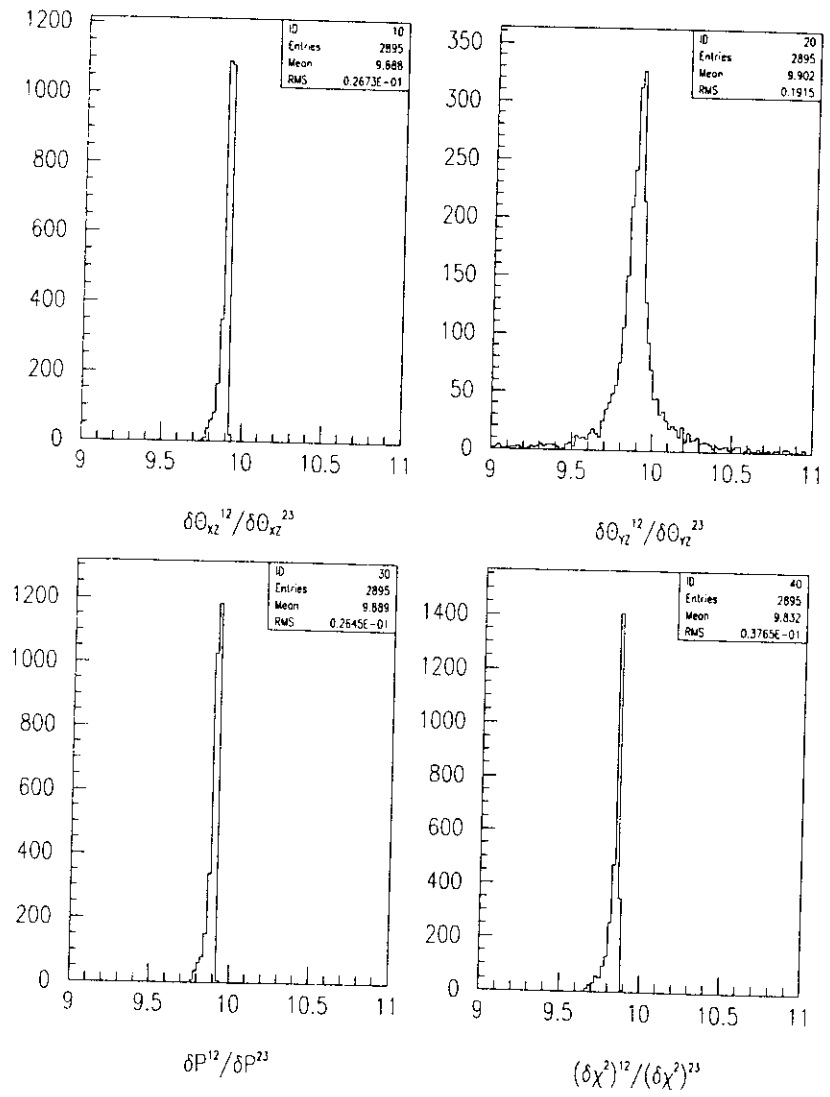 ID 10
Entries 2895
Mean 9.888
RMS 0.2673E-01
1200
1000
800
600
400
200
0
9 9.5 10 10.5 11
δΘxz¹²/δΘxz²³
ID 20
Entries 2895
Mean 9.902
RMS 0.1915
350
300
250
200
150
100
50
0
9 9.5 10 10.5 11
δΘYZ¹²/δΘYZ²³
ID 30
Entries 2895
Mean 9.889
RMS 0.2645E-01
1200
1000
800
600
400
200
0
9 9.5 10 10.5 11
δP¹²/δP²³
ID 40
Entries 2895
Mean 9.832
RMS 0.3765E-01
1400
1200
1000
800
600
400
200
0
9 9.5 10 10.5 11
(δχ²)¹²/(δχ²)²³